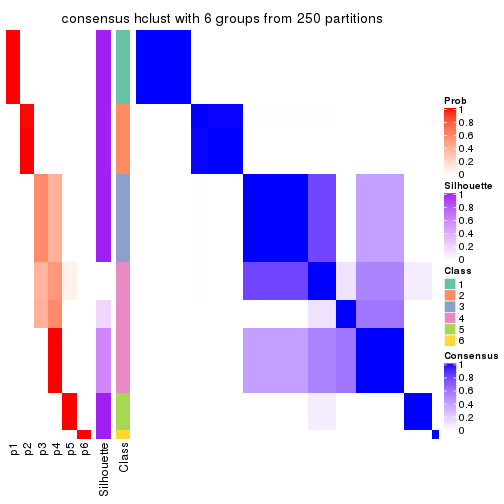 consensus hclust with 6 groups from 250 partitions
Prob
1
0.8
0.6
0.4
0.2
0
Silhouette
1
0.8
0.6
0.4
0.2
0
Class
1
2
3
4
5
6
Consensus
1
0.8
0.6
0.4
0.2
0
p1
p2
p3
p4
p5
p6
Silhouette
Class